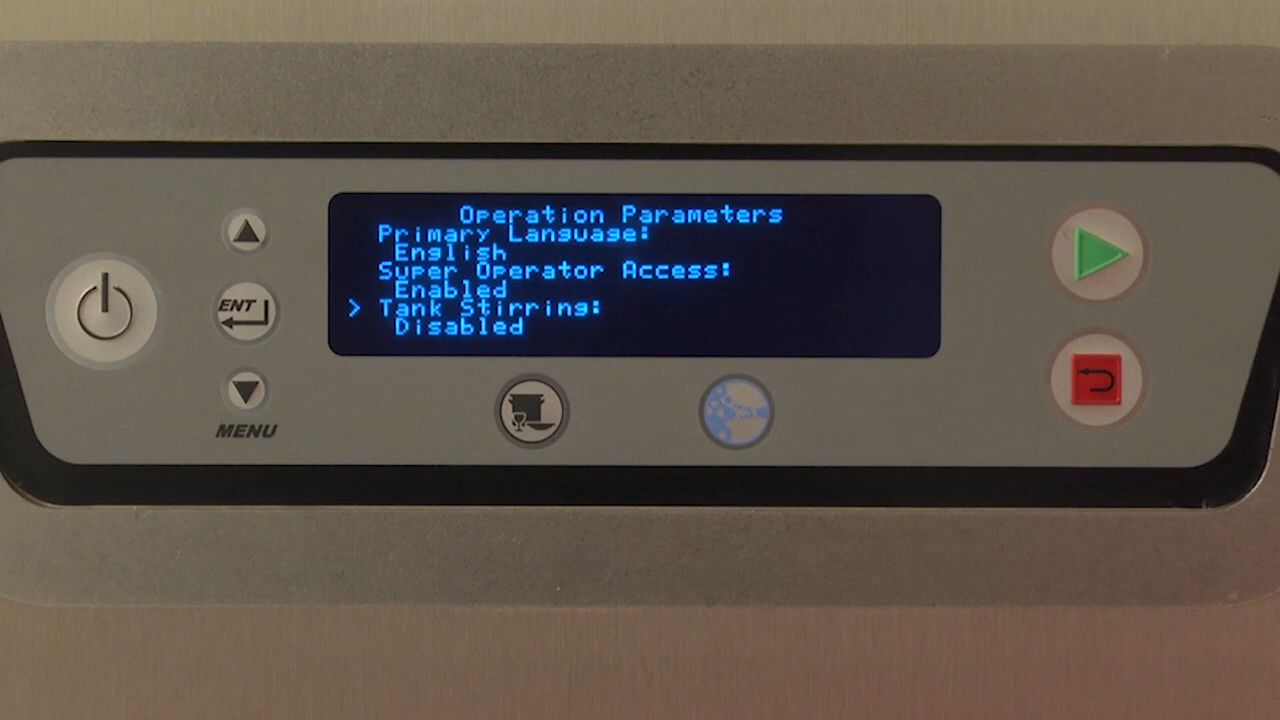 Operation Parameters
Primary Language:
English
Super Operator Access:
Enabled
> Tank Stirring:
Disabled
ENT
MENU